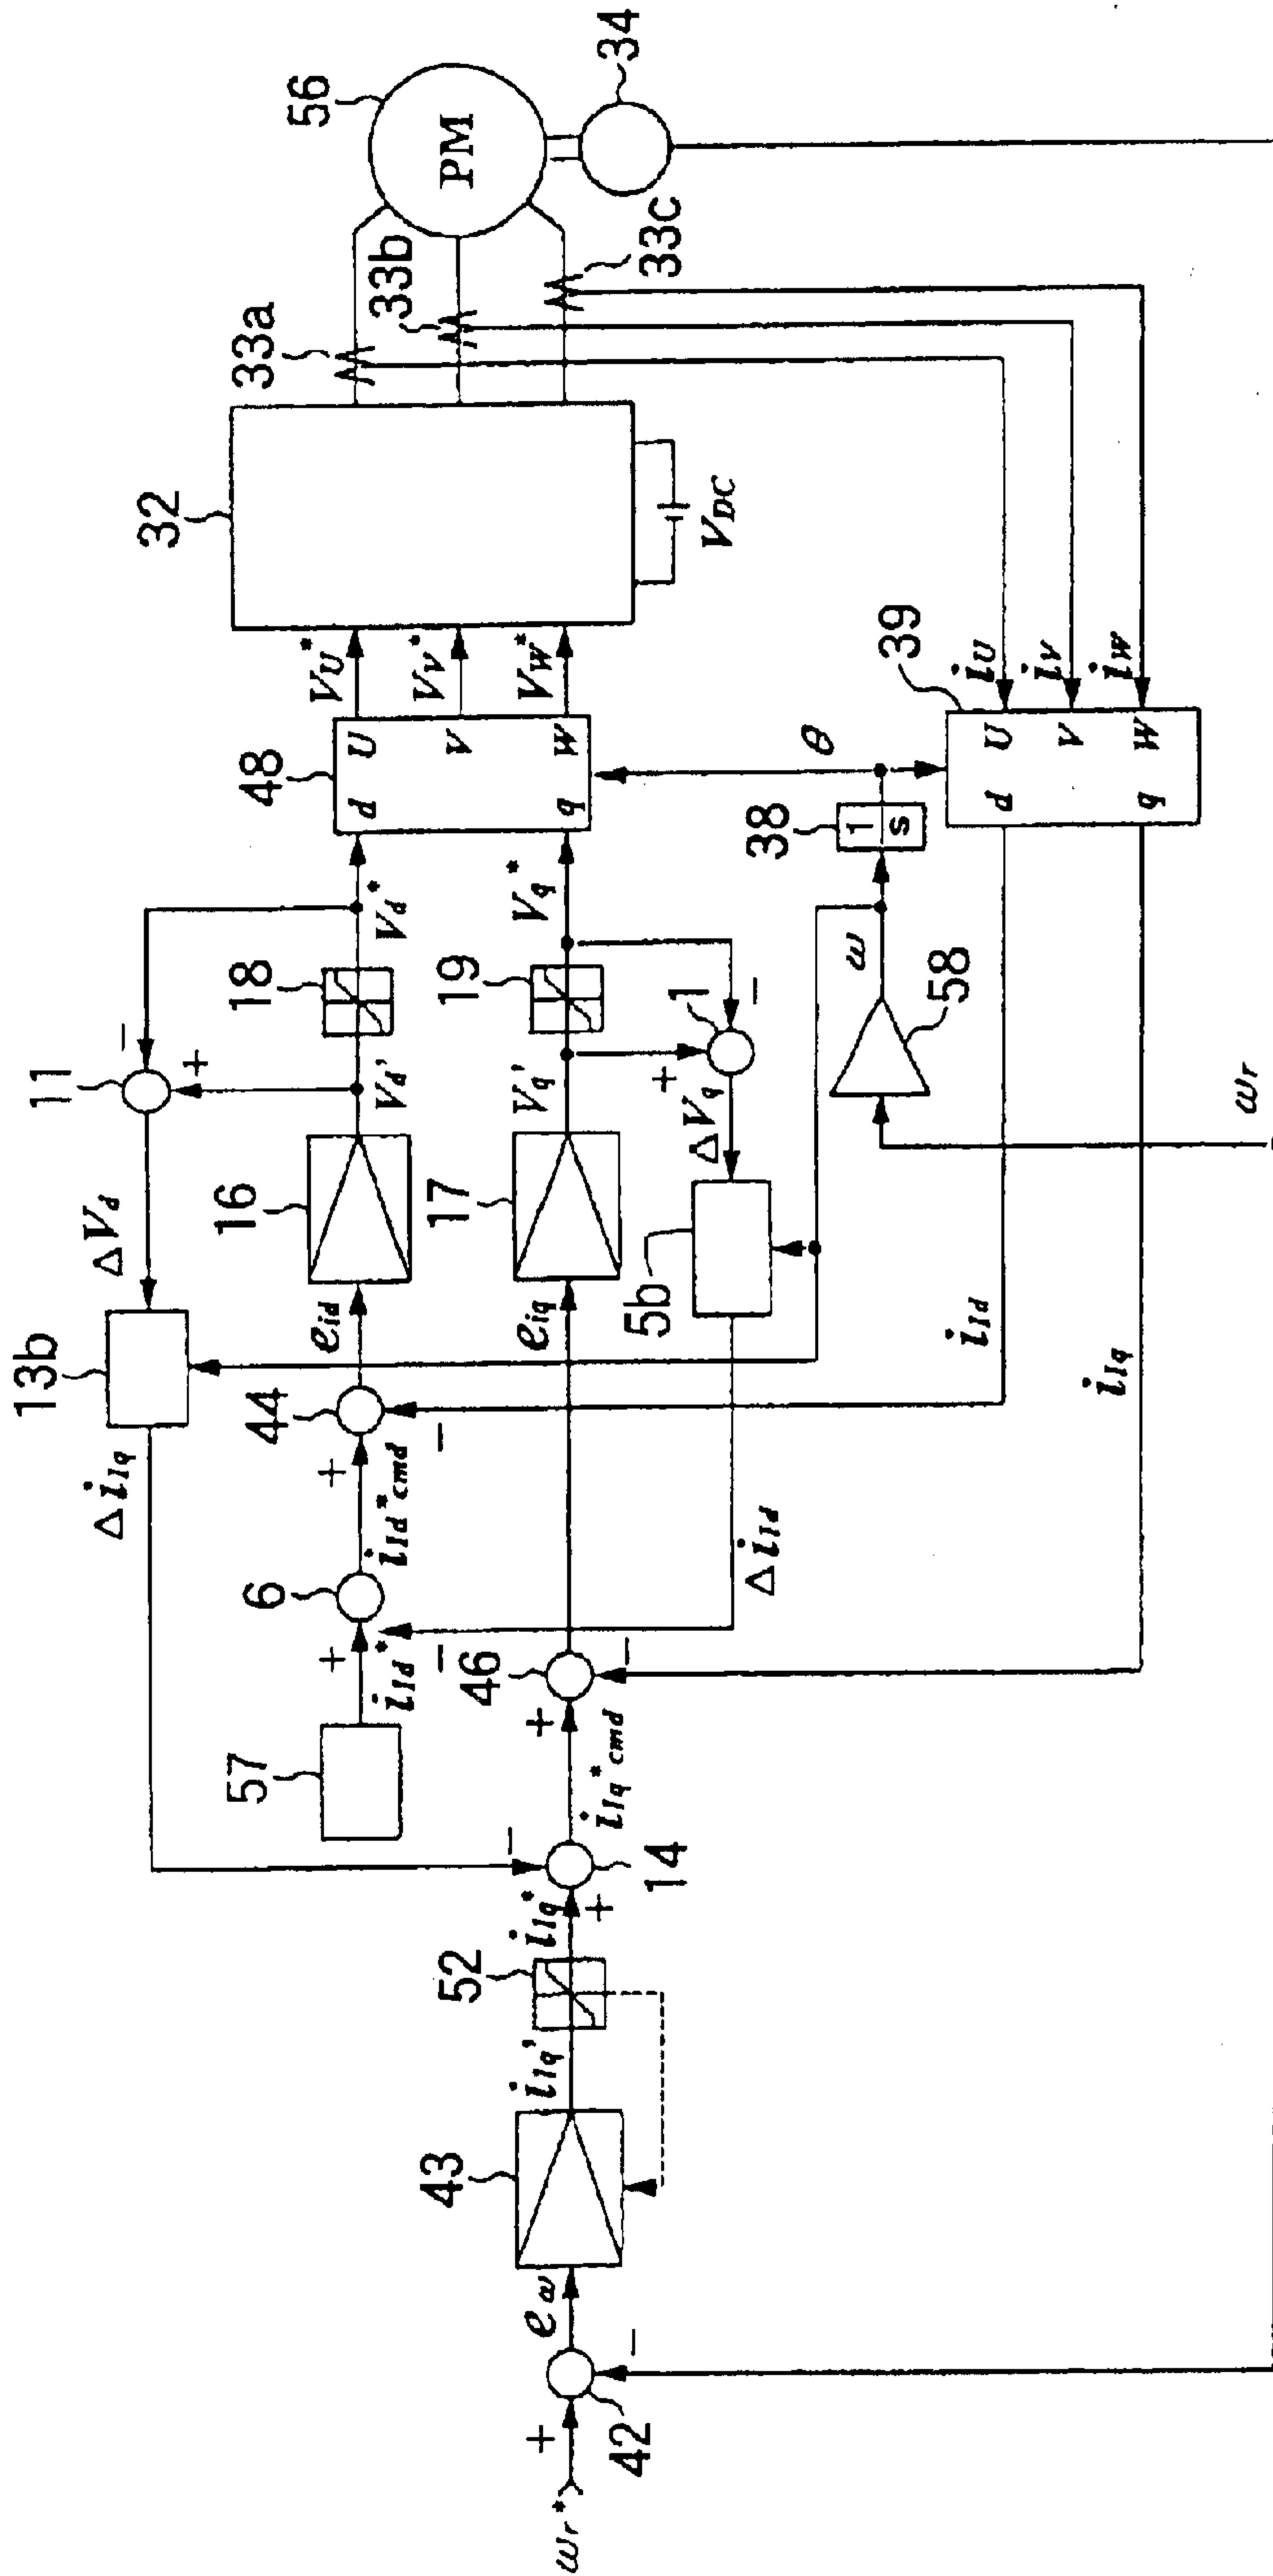 56
PM
34
33a
33b
33c
32
V_DC
V_U*
V_V*
V_W*
48
d U
V
q W
39
i_U
i_V
i_W
d U
V
q W
θ
38
1
s
ω
58
ω_r
11
−
+
18
V_d*
V_d'
19
V_q*
V_q'
1
−
+
ΔV_q
ΔV_d
16
17
5b
13b
e_id
e_iq
44
+
−
i_1d
i_1q
Δi_1q
i_1d*cmd
6
+
−
i_1d*
Δi_1d
57
46
+
−
i_1q*cmd
14
−
+
i_1q*
52
i_1q'
43
e_ω
42
+
−
ω_r*